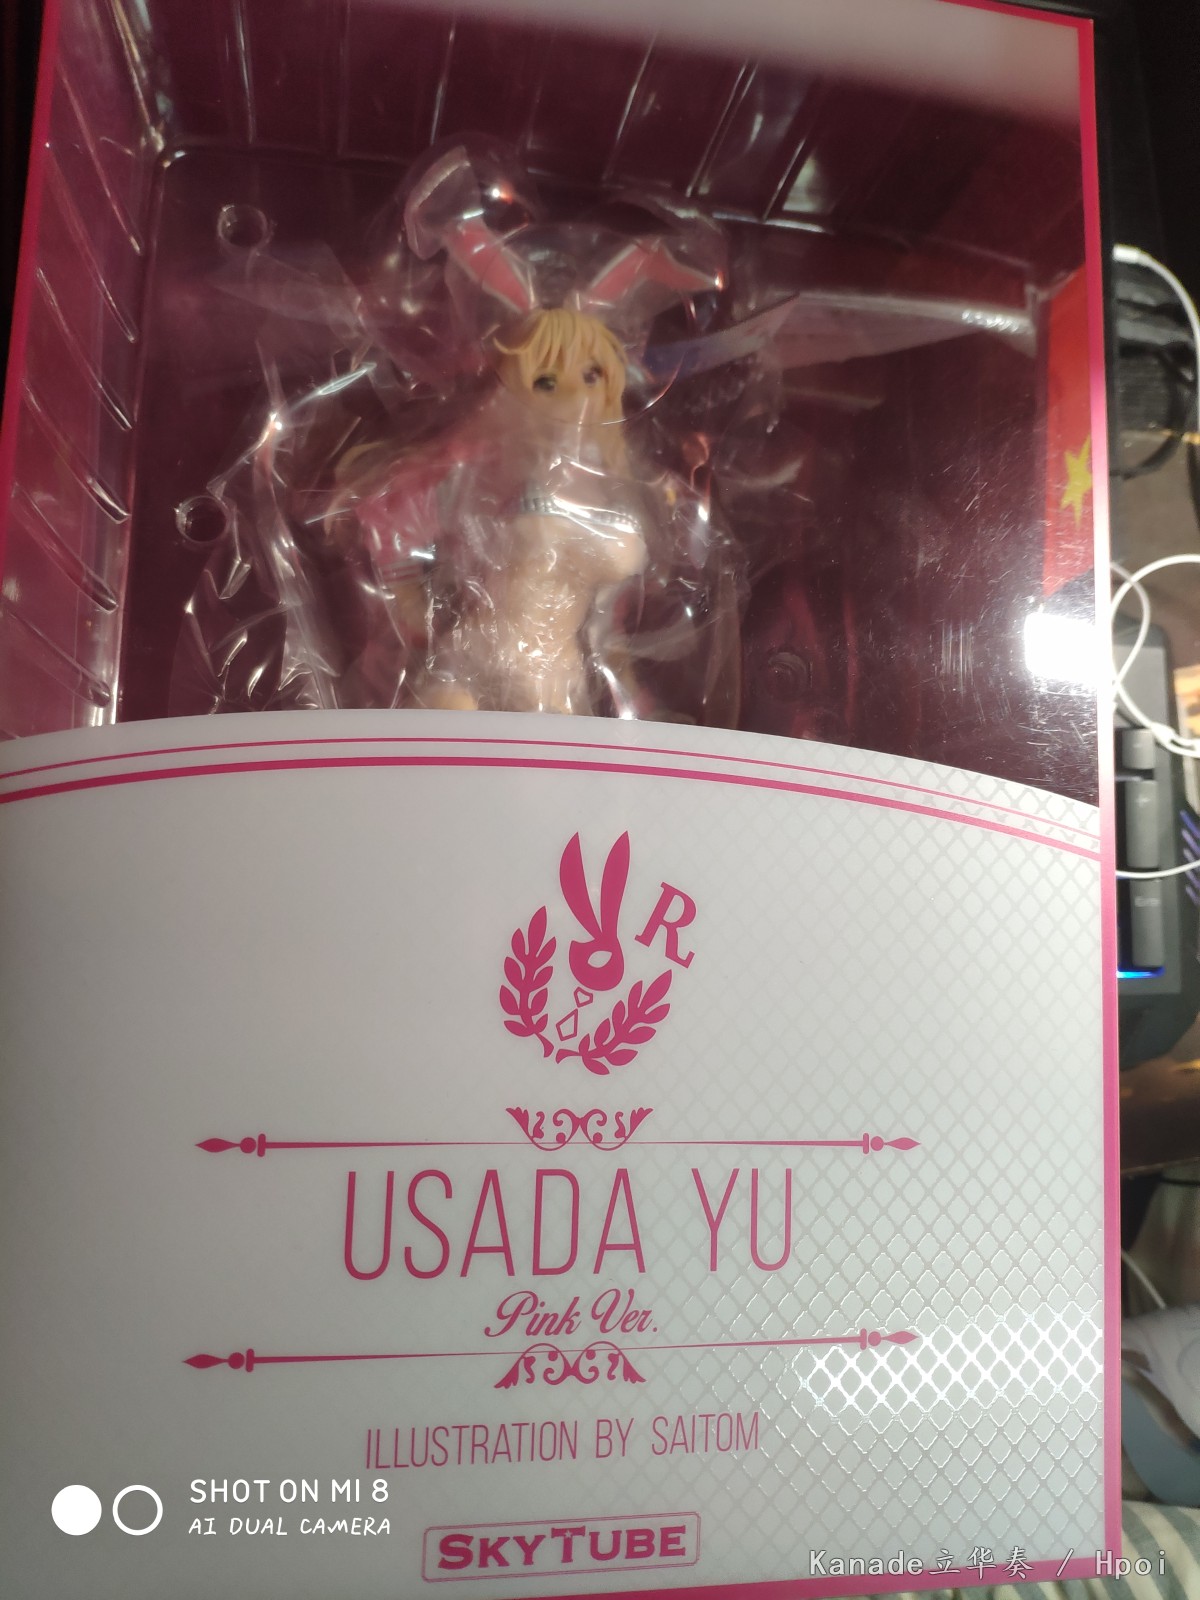 R
USADA YU
Pink Ver.
ILLUSTRATION BY SAITOM
SKYTUBE
SHOT ON MI 8
AI DUAL CAMERA
Kanade立华奏 / Hpoi